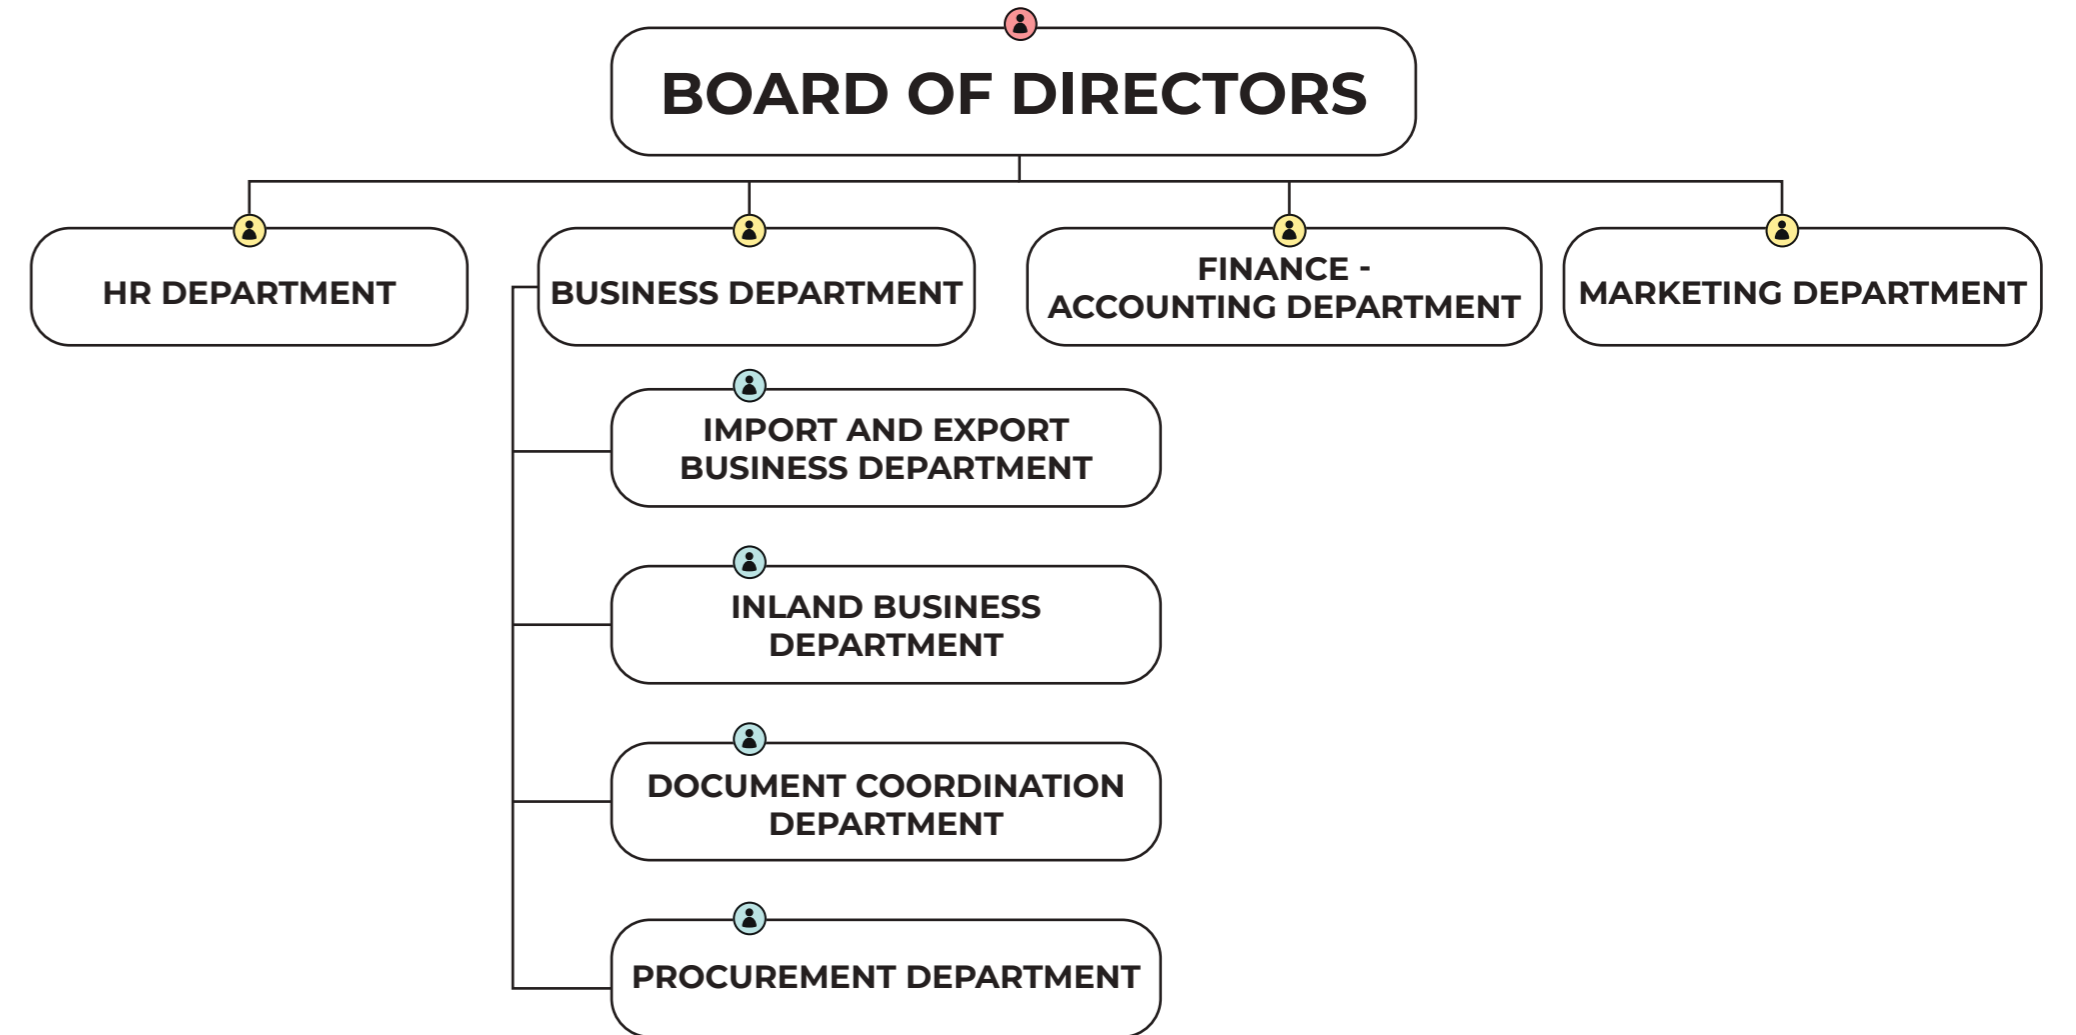 BOARD OF DIRECTORS
HR DEPARTMENT
BUSINESS DEPARTMENT
FINANCE -
ACCOUNTING DEPARTMENT
MARKETING DEPARTMENT
IMPORT AND EXPORT
BUSINESS DEPARTMENT
INLAND BUSINESS
DEPARTMENT
DOCUMENT COORDINATION
DEPARTMENT
PROCUREMENT DEPARTMENT